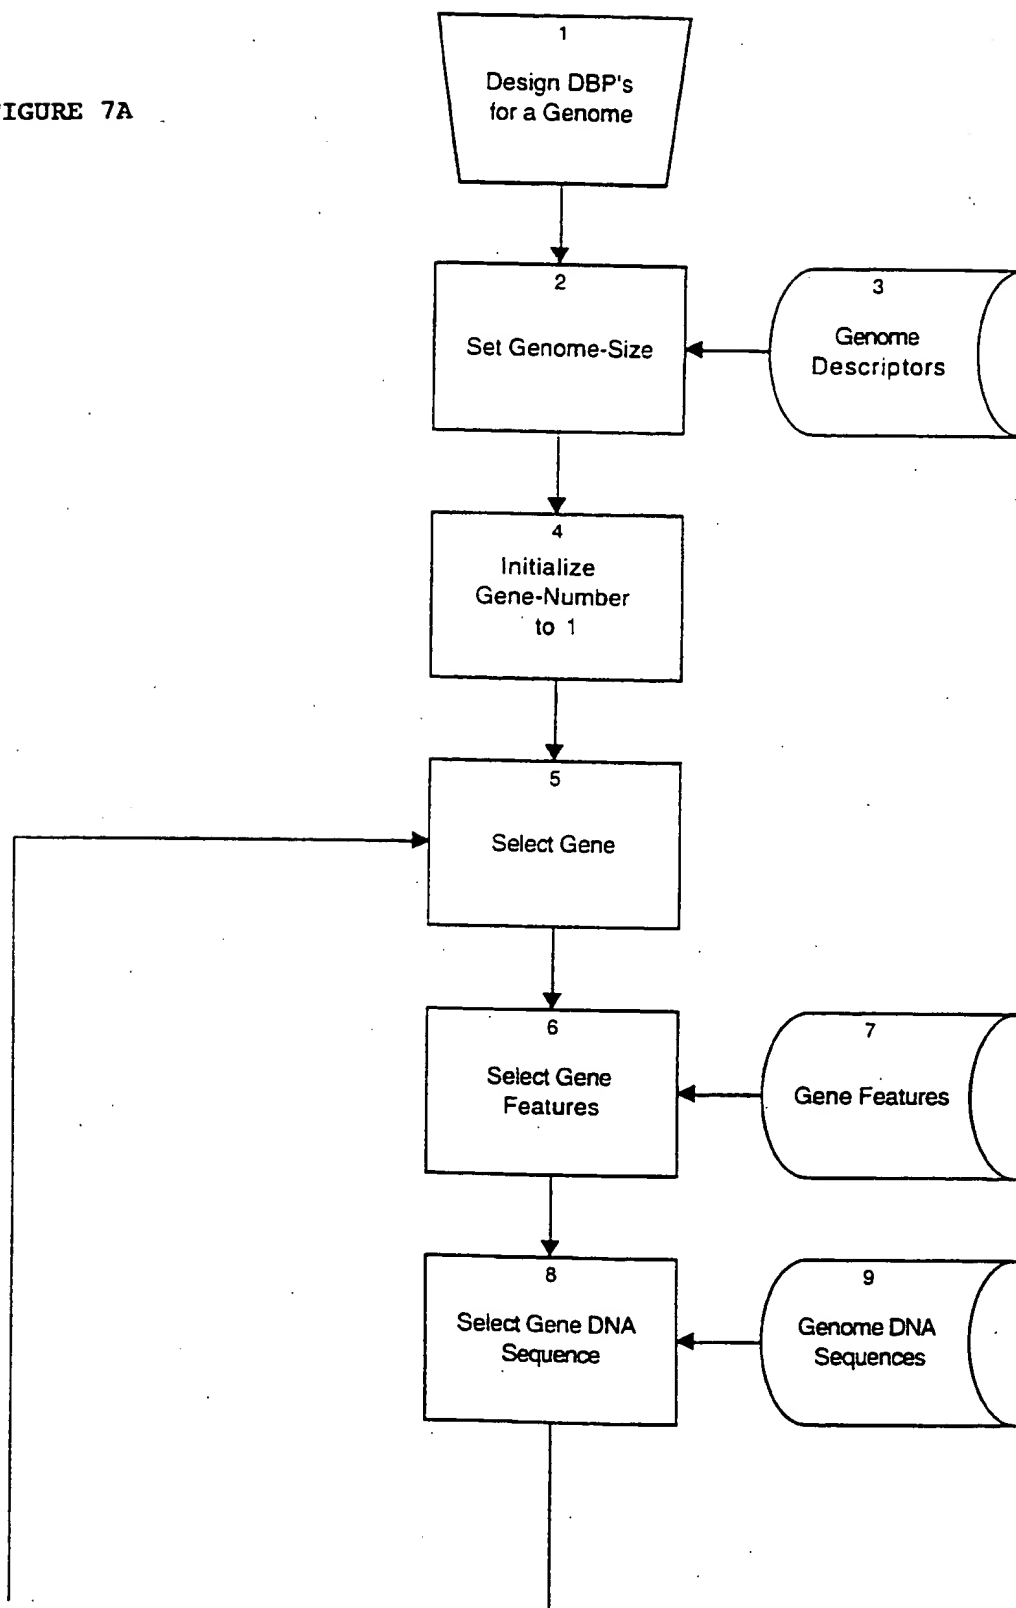 IGURE 7A
1
Design DBP's
for a Genome
2
Set Genome-Size
3
Genome
Descriptors
4
Initialize
Gene-Number
to 1
5
Select Gene
6
Select Gene
Features
7
Gene Features
8
Select Gene DNA
Sequence
9
Genome DNA
Sequences